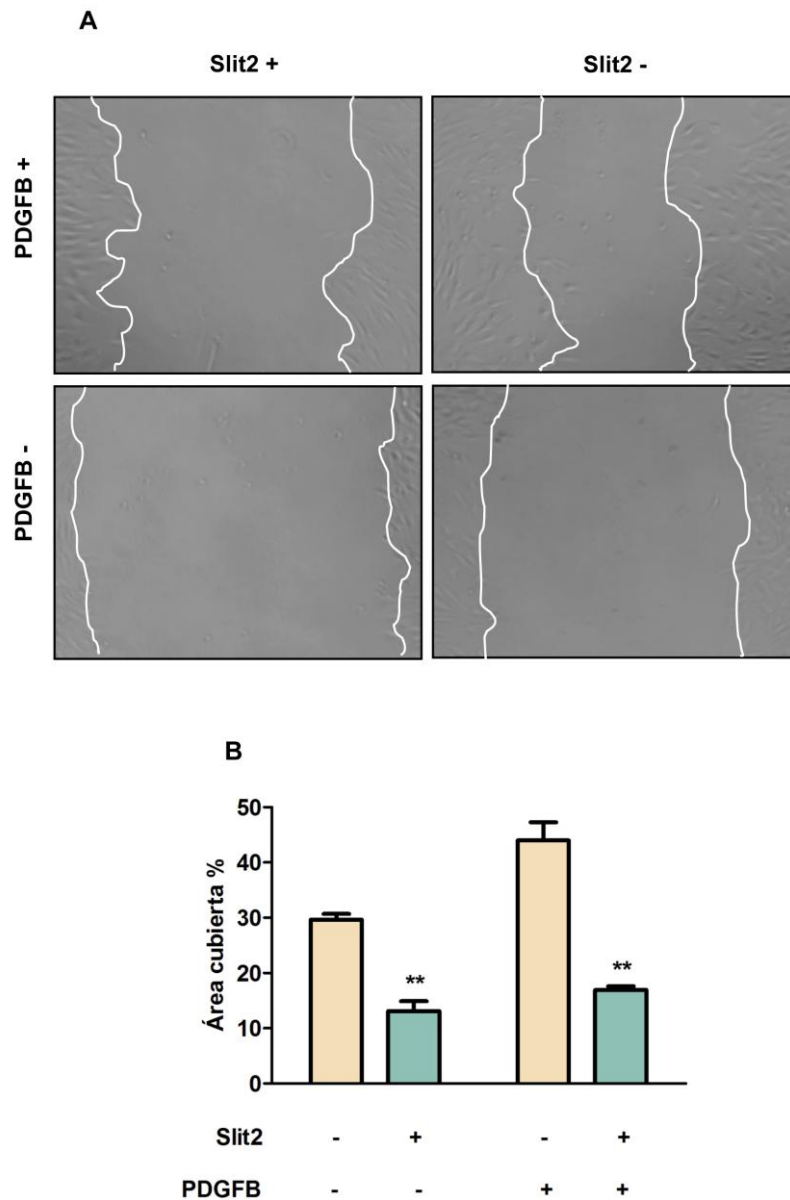 A
Slit2 +
Slit2 -
PDGFB +
PDGFB -
B
Área cubierta %
50
40
30
20
10
0
**
**
Slit2 - + - +
PDGFB - - + +